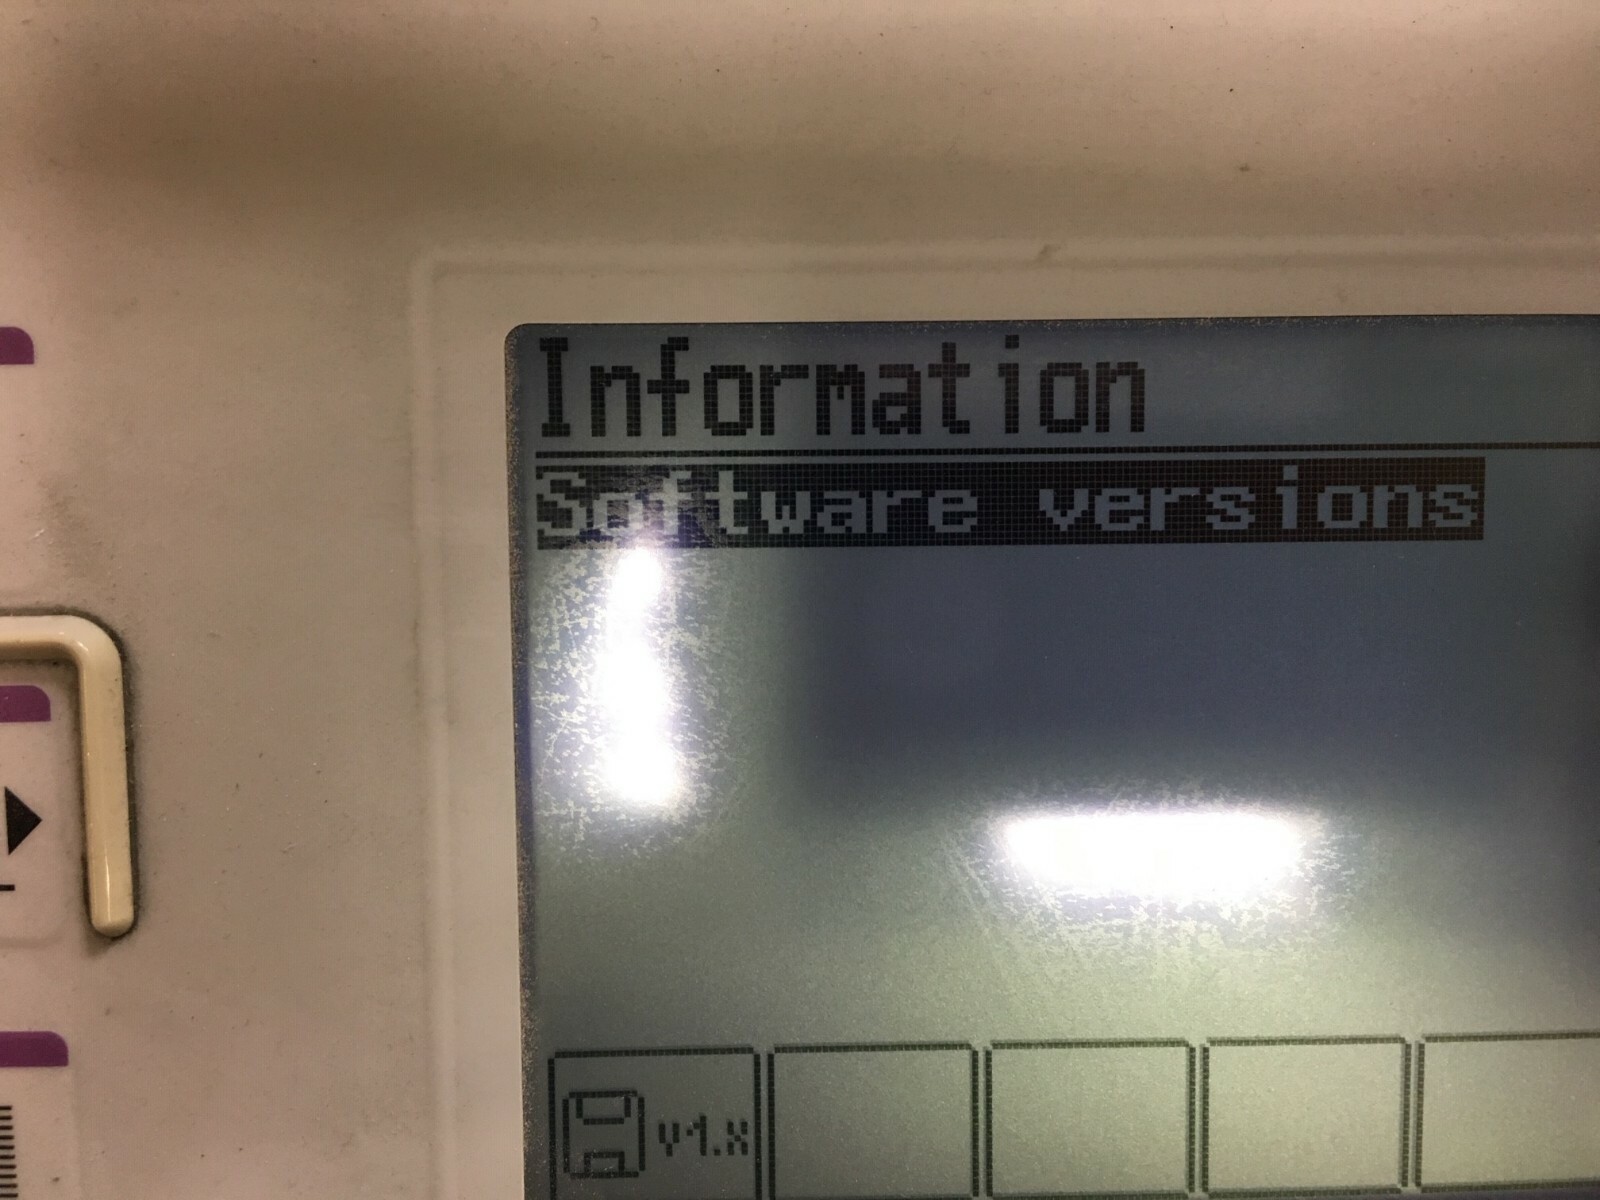 Information
Software versions
v1.x